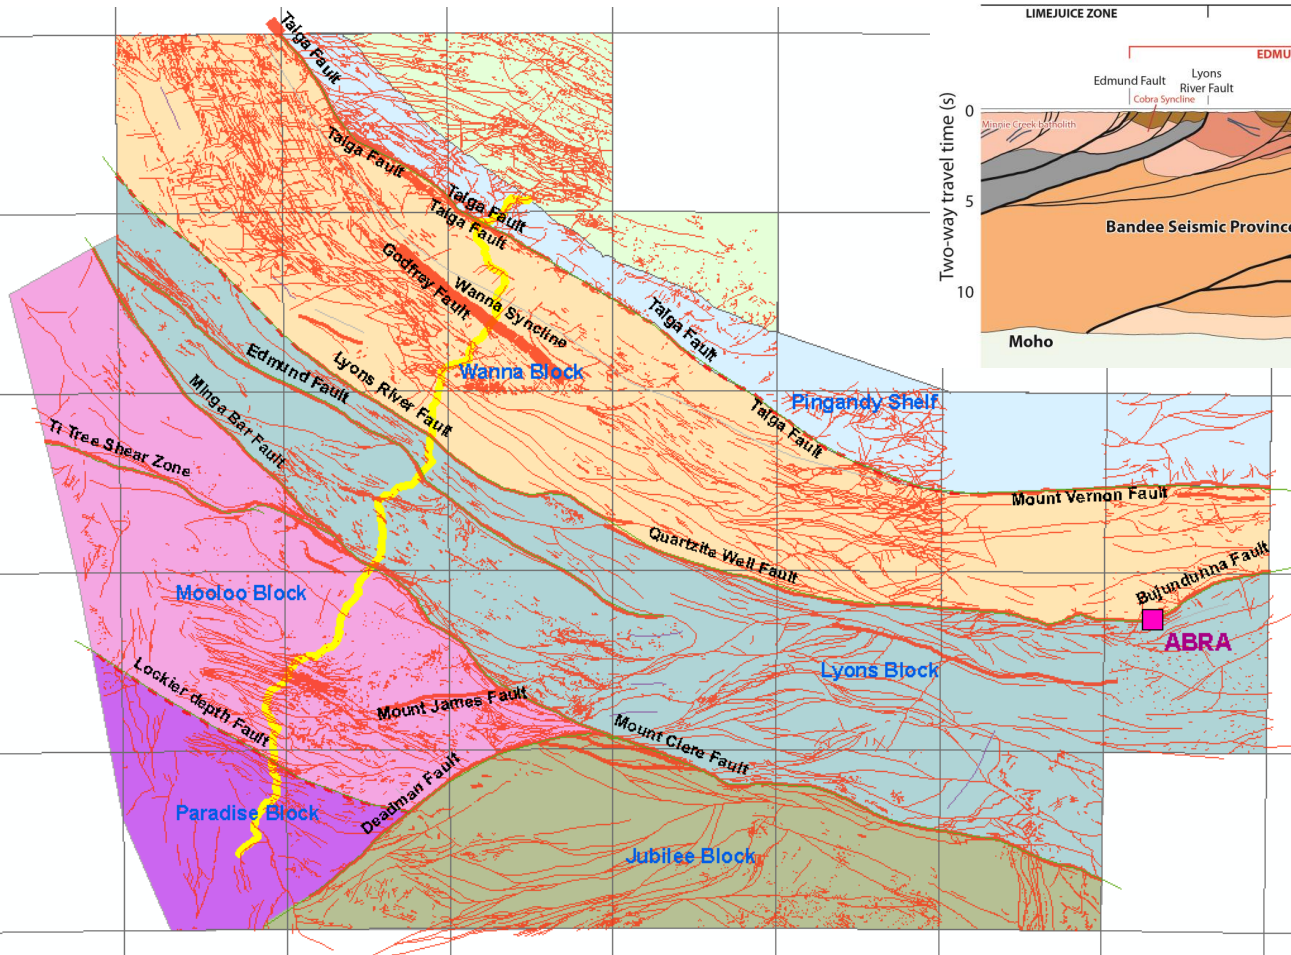 LIMEJUICE ZONE
EDMU
Edmund Fault
Lyons
River Fault
Cobra Syncline
Minnie Creek batholith
Two-way travel time (s)
0
5
10
Bandee Seismic Province
Moho
Talga Fault
Talga Fault
Talga Fault
Talga Fault
Godfrey Fault
Wanna Syncline
Talga Fault
Edmund Fault
Lyons River Fault
Wanna Block
Minga Bar Fault
Pingandy Shelf
Talga Fault
Ti Tree Shear Zone
Mount Vernon Fault
Quartzite Well Fault
Bujundunna Fault
Mooloo Block
ABRA
Lyons Block
Lockier depth Fault
Mount James Fault
Mount Clere Fault
Deadman Fault
Paradise Block
Jubilee Block